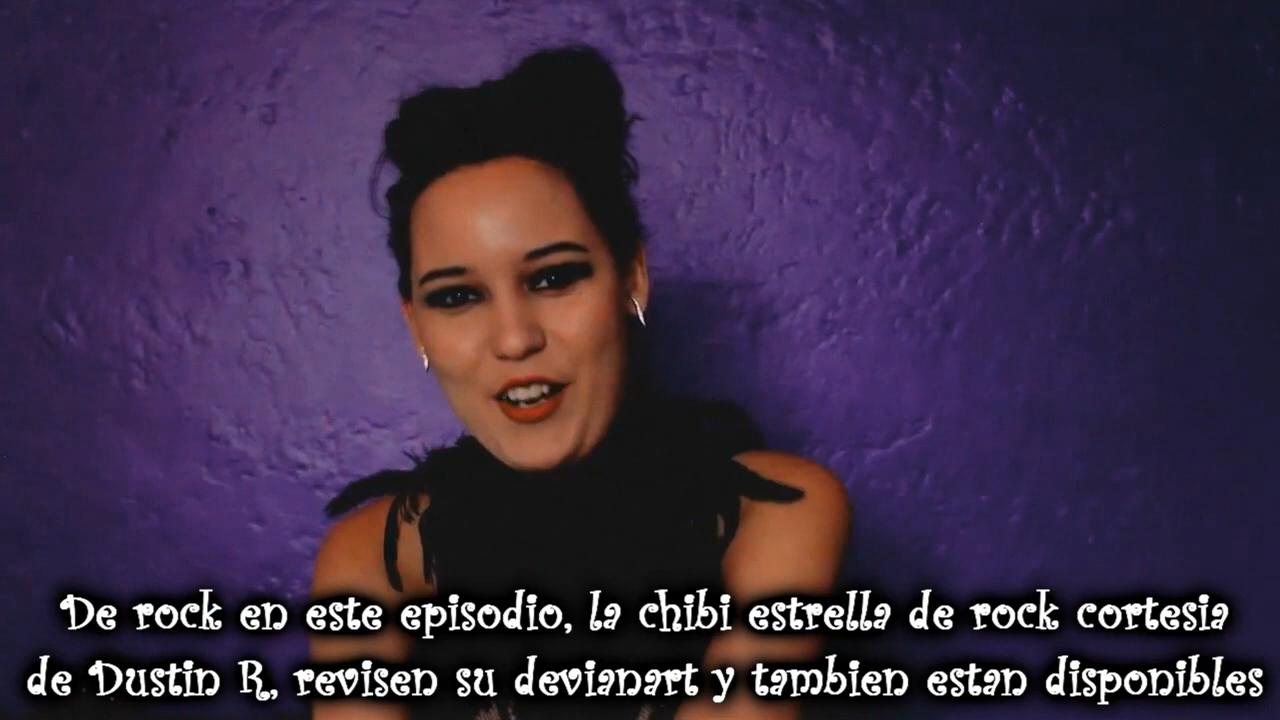 De rock en este episodio, la chibi estrella de rock cortesia
de Dustin R, revisen su devianart y tambien estan disponibles